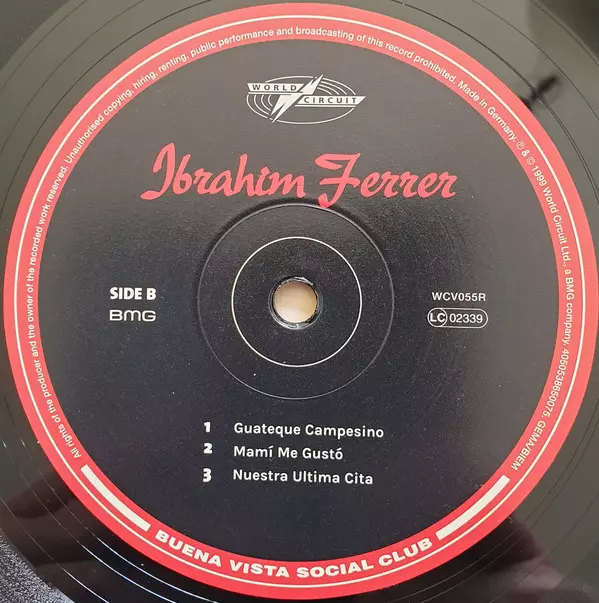 All rights of the producer and the owner of the recorded work reserved. Unauthorised copying, hiring, renting, public performance and broadcasting of this record prohibited. Made in Germany. ℗ & © 1999 World Circuit Ltd., a BMG company. 4050538650075. GEMA/BIEM
WORLD CIRCUIT
Ibrahim Ferrer
SIDE B
BMG
WCV055R
LC 02339
1 Guateque Campesino
2 Mamí Me Gustó
3 Nuestra Ultima Cita
BUENA VISTA SOCIAL CLUB